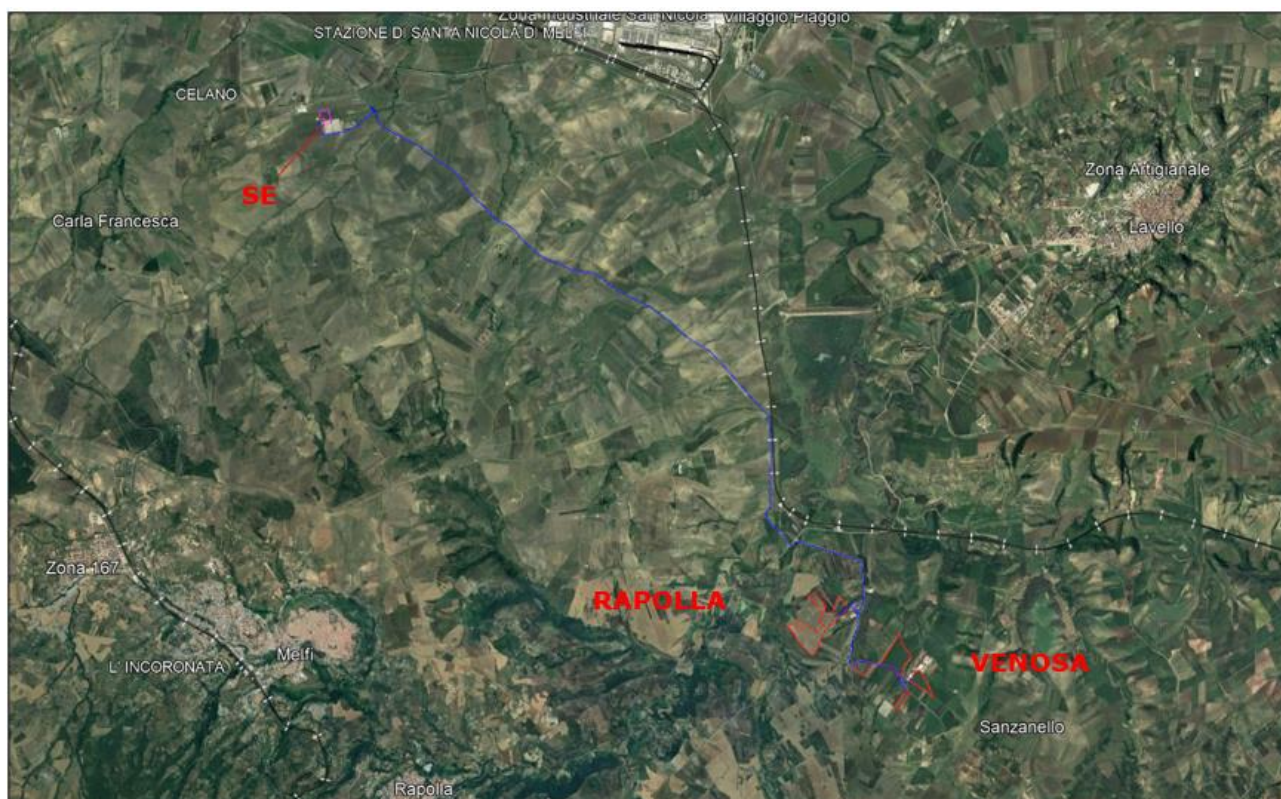 Zona Industriale San Nicola
Villaggio Piaggio
STAZIONE DI SANTA NICOLA DI MELFI
CELANO
SE
Zona Artigianale
Carla Francesca
Lavello
Zona 167
RAPOLLA
L' INCORONATA
Melfi
VENOSA
Sanzanello
Rapolla